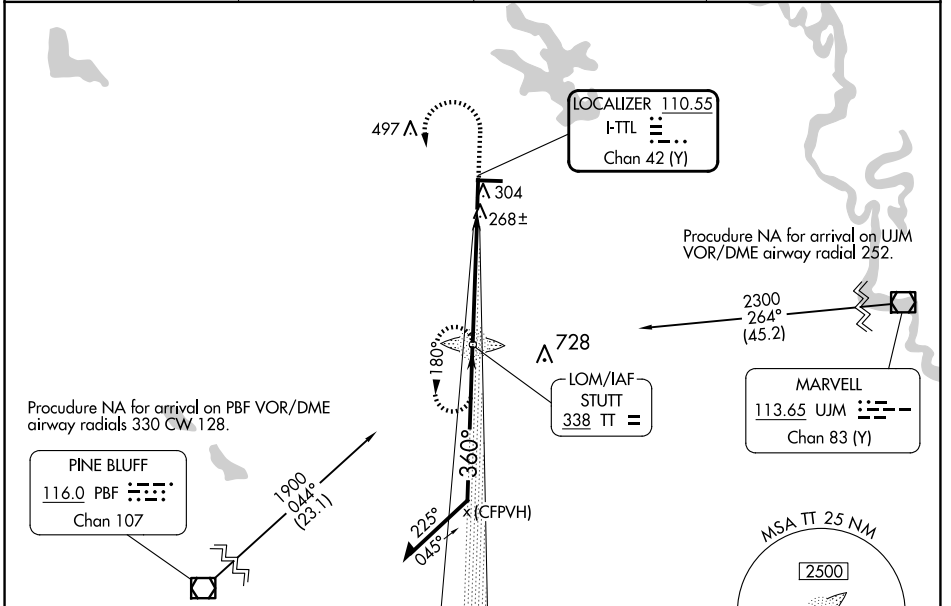 LOCALIZER 110.55
I-TTL
Chan 42 (Y)
497
304
268±
Procudure NA for arrival on UJM
VOR/DME airway radial 252.
2300
264°
(45.2)
180°
728
LOM/IAF
STUTT
338 TT
MARVELL
113.65 UJM
Chan 83 (Y)
Procudure NA for arrival on PBF VOR/DME
airway radials 330 CW 128.
PINE BLUFF
116.0 PBF
Chan 107
1900
044°
(23.1)
360°
(CFPVH)
225°
045°
MSA TT 25 NM
2500